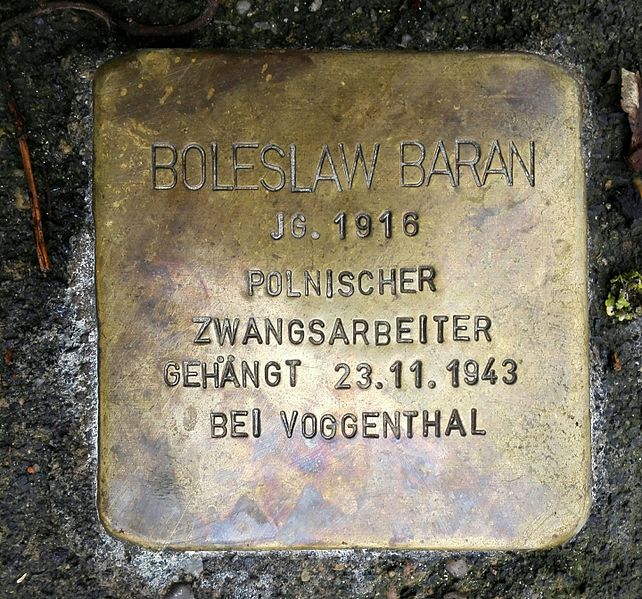 BOLESLAW BARAN
JG. 1916
POLNISCHER
ZWANGSARBEITER
GEHÄNGT 23.11.1943
BEI VOGGENTHAL